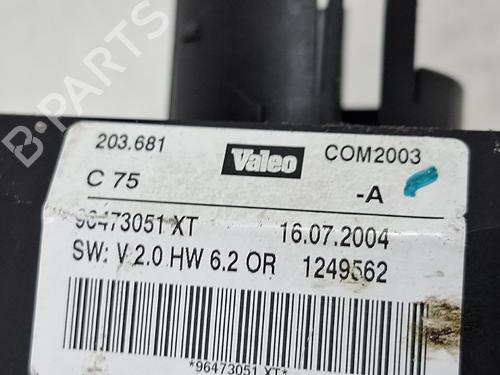 B-PARTS
203.681 Valeo COM2003
C 75 -A
96473051 XT 16.07.2004
SW: V 2.0 HW 6.2 OR 1249562
*96473051 XT*